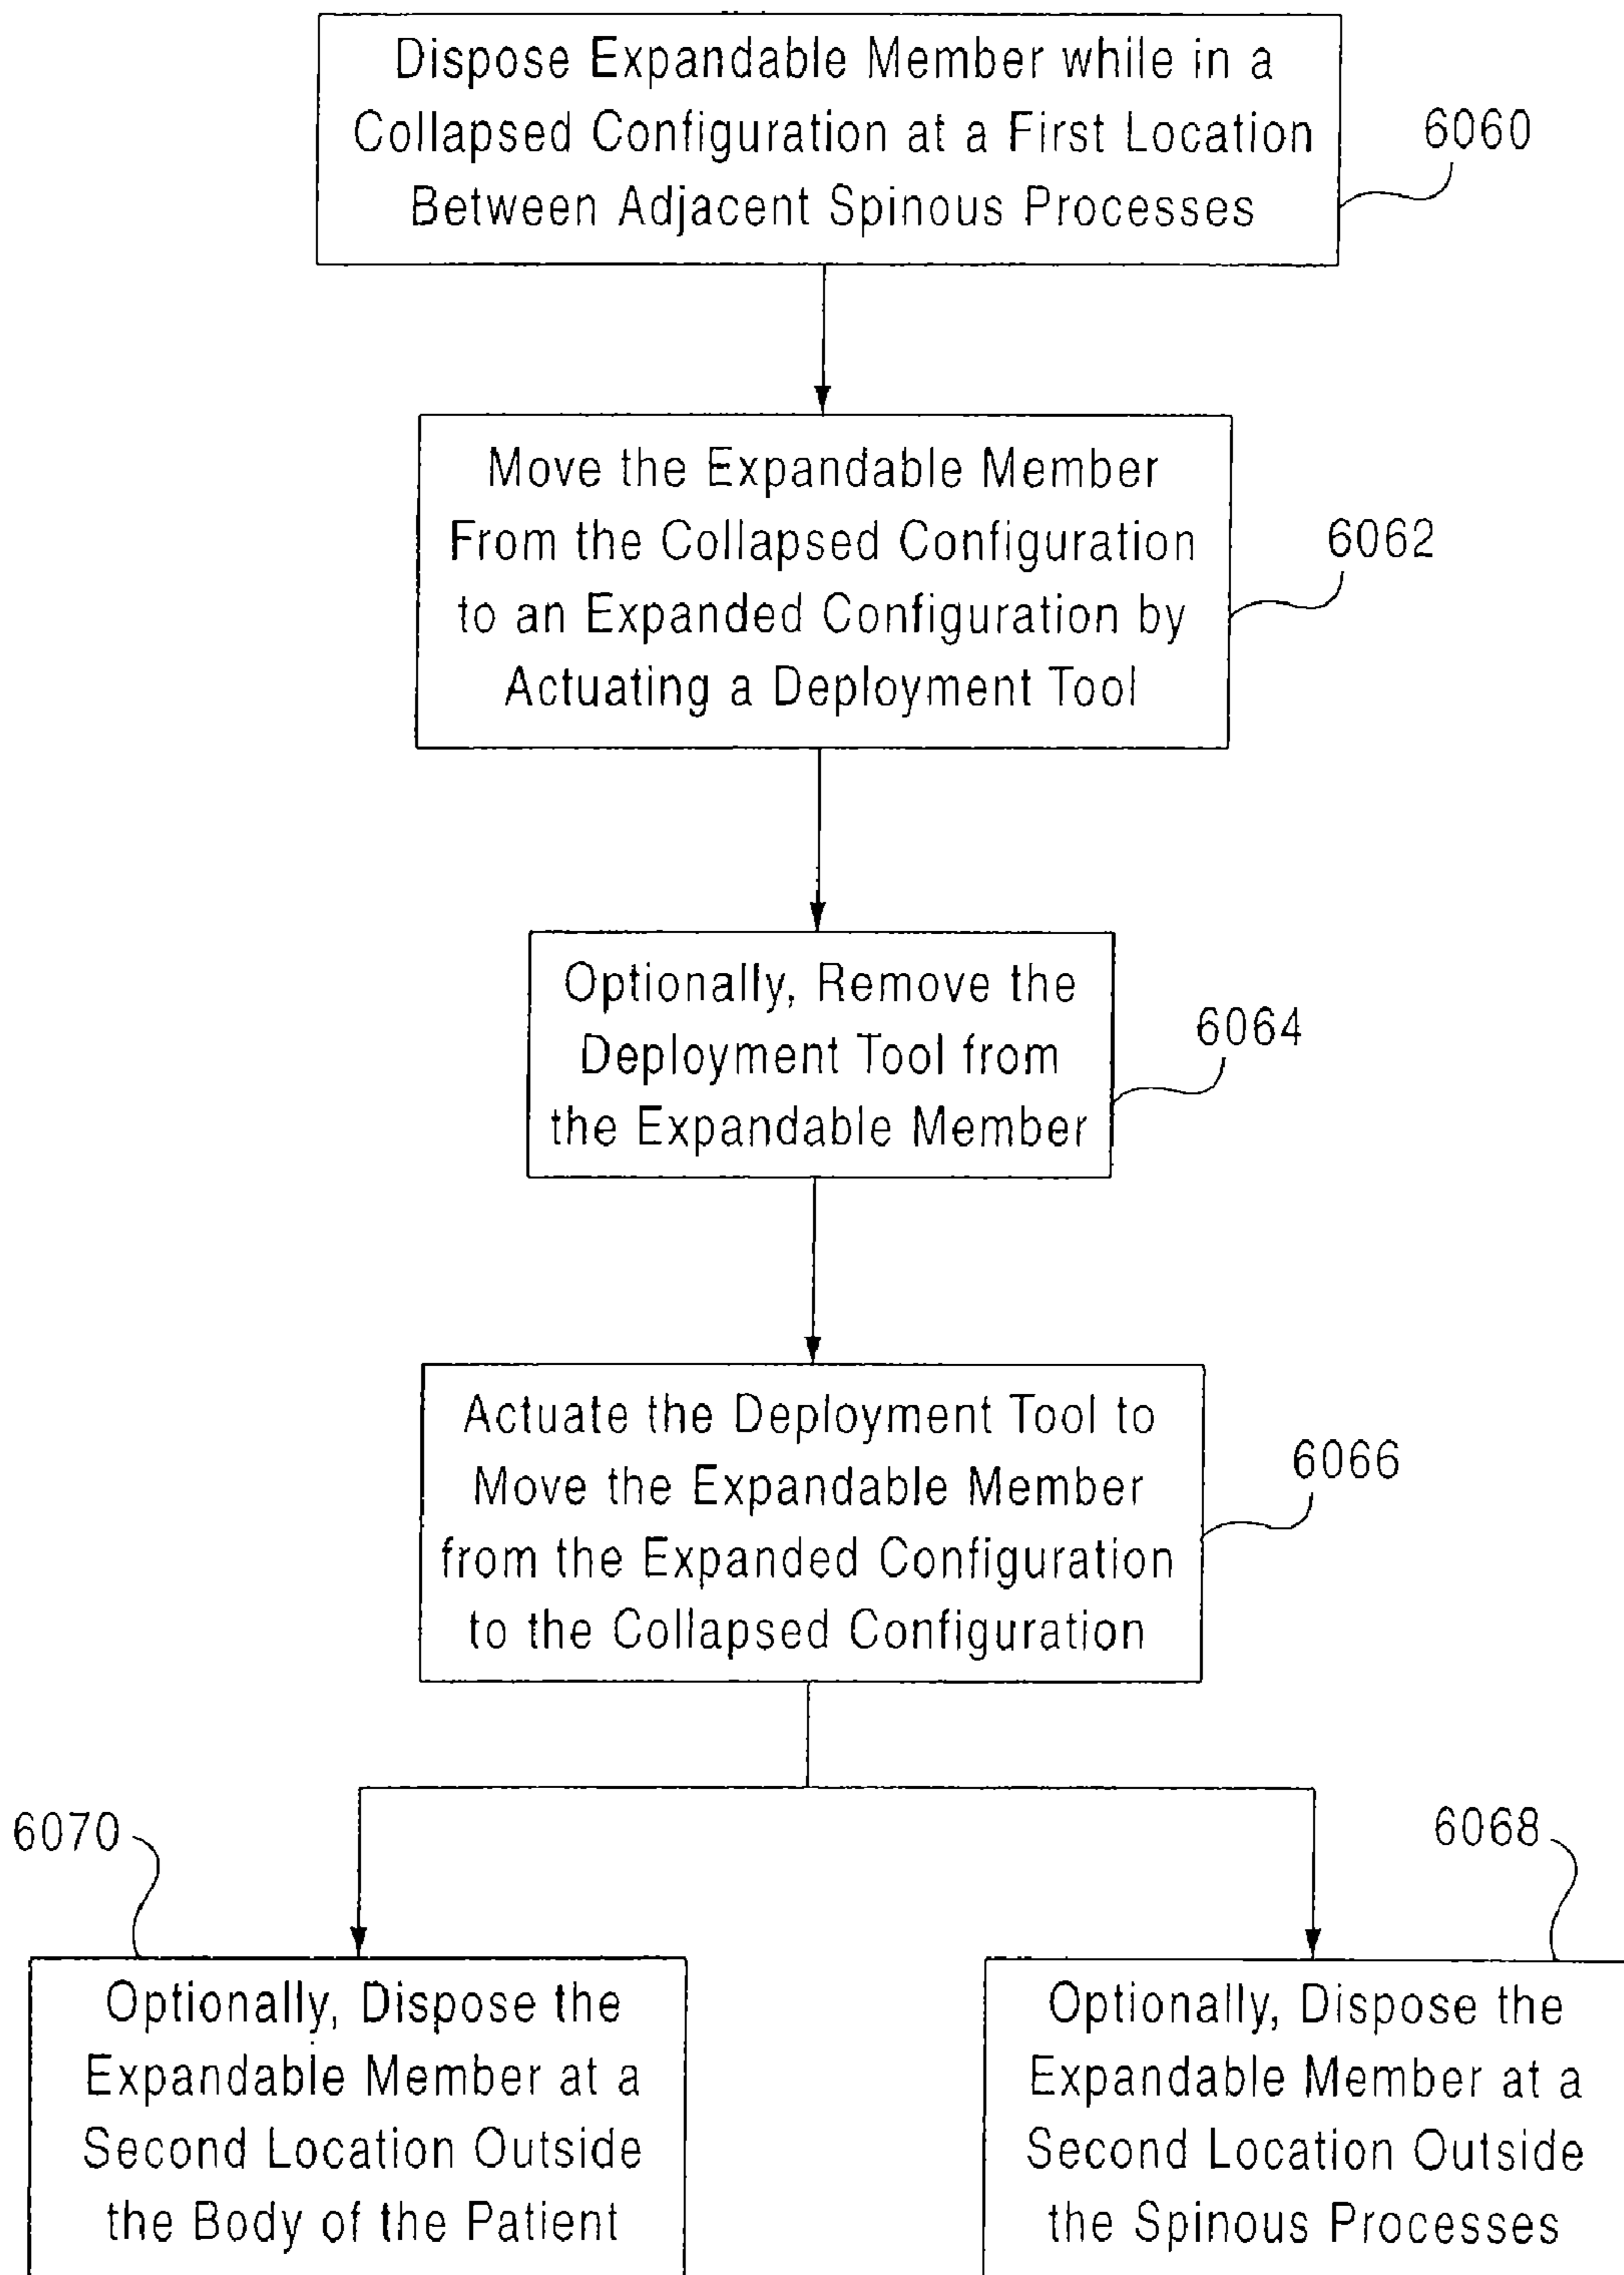 Dispose Expandable Member while in a
Collapsed Configuration at a First Location
Between Adjacent Spinous Processes
6060
Move the Expandable Member
From the Collapsed Configuration
to an Expanded Configuration by
Actuating a Deployment Tool
6062
Optionally, Remove the
Deployment Tool from
the Expandable Member
6064
Actuate the Deployment Tool to
Move the Expandable Member
from the Expanded Configuration
to the Collapsed Configuration
6066
6070
Optionally, Dispose the
Expandable Member at a
Second Location Outside
the Body of the Patient
6068
Optionally, Dispose the
Expandable Member at a
Second Location Outside
the Spinous Processes